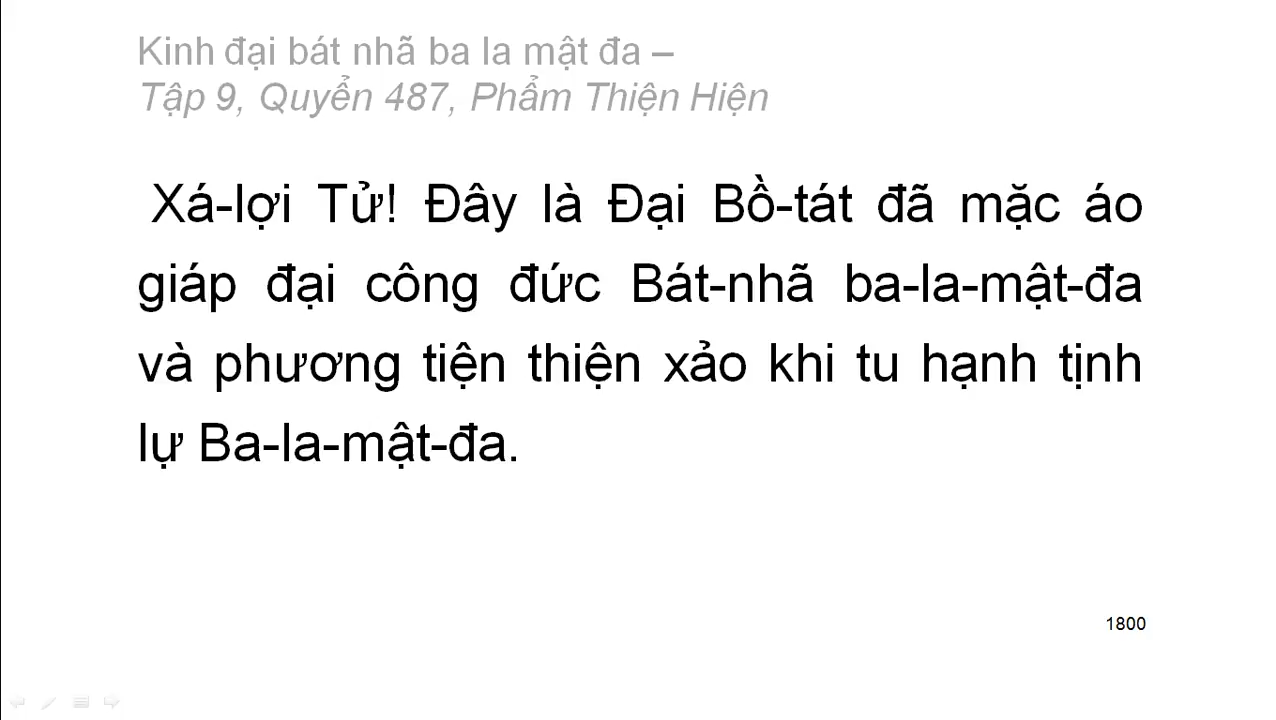 Kinh đại bát nhã ba la mật đa –
Tập 9, Quyển 487, Phẩm Thiện Hiện
Xá-lợi Tử! Đây là Đại Bồ-tát đã mặc áo
giáp đại công đức Bát-nhã ba-la-mật-đa
và phương tiện thiện xảo khi tu hạnh tịnh
lự Ba-la-mật-đa.
1800